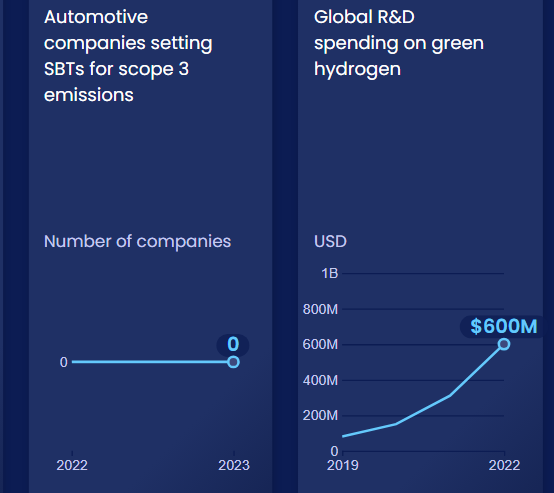 Automotive
companies setting
SBTs for scope 3
emissions
Number of companies
0
0
2022
2023
Global R&D
spending on green
hydrogen
USD
1B
800M
$600M
600M
400M
200M
0
2019
2022